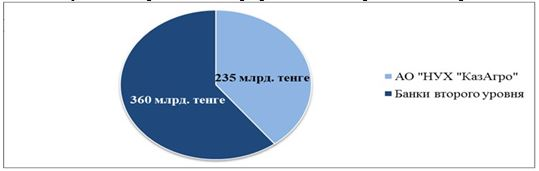 235 млрд. тенге
360 млрд. тенге
АО "НУХ "КазАгро"
Банки второго уровня